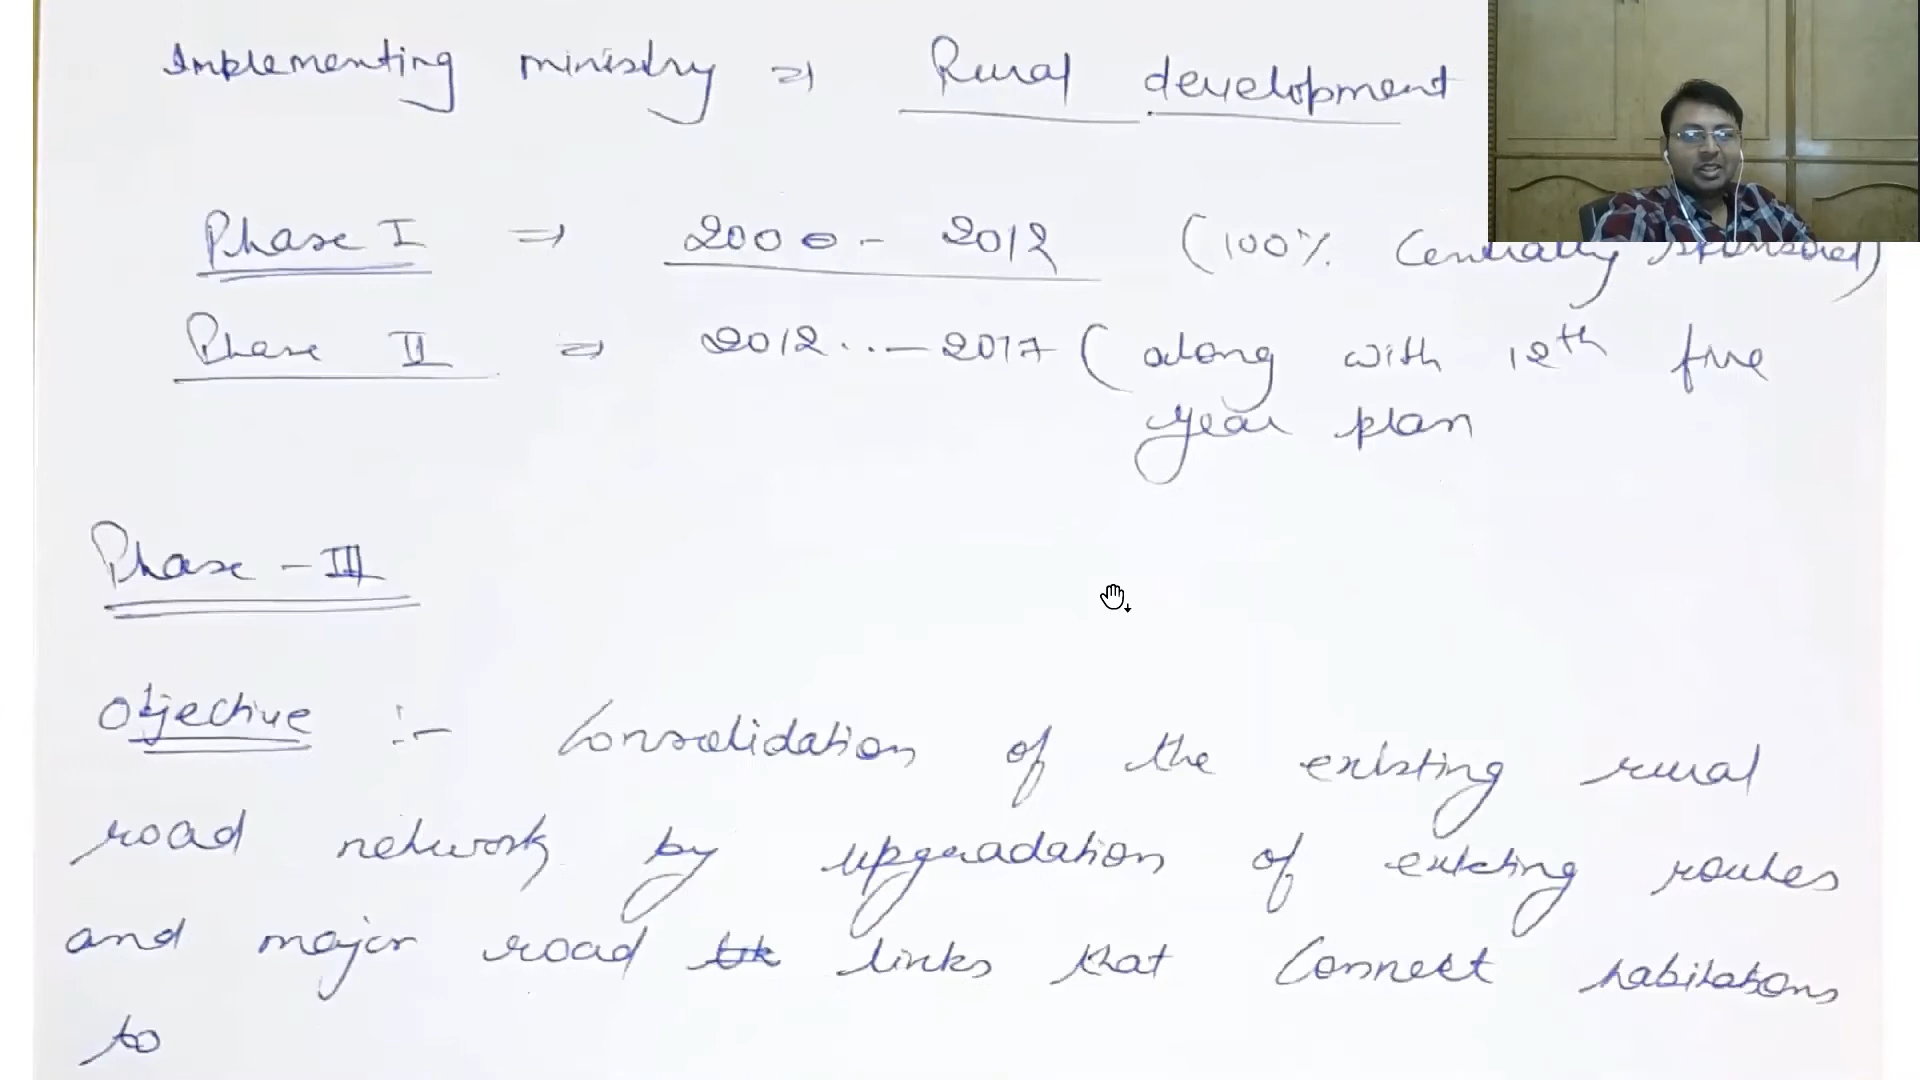 Implementing ministry ⇒ Rural development
Phase I ⇒ 2000 - 2012 (100% Centrally sponsored)
Phase II ⇒ 2012..-2017 (along with 12th five
year plan
Phase - III
Objective :- Consolidation of the existing rural
road network by upgradation of existing routes
and major road links that connect habitations
to